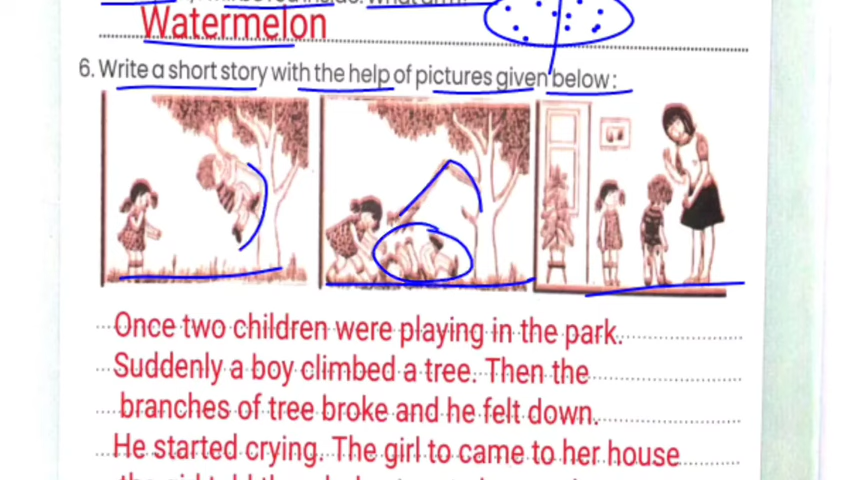 Watermelon
6. Write a short story with the help of pictures given below:
Once two children were playing in the park.
Suddenly a boy climbed a tree. Then the
branches of tree broke and he felt down.
He started crying. The girl to came to her house